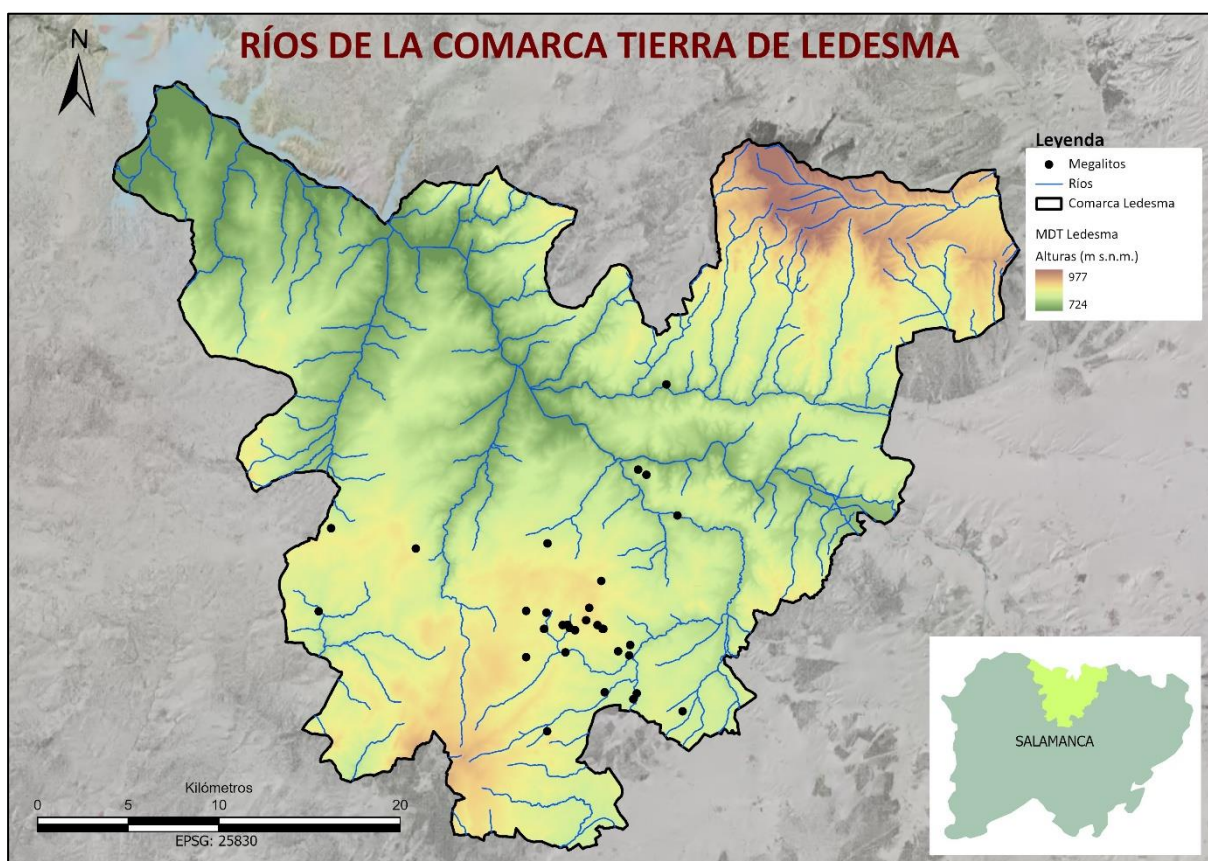 RÍOS DE LA COMARCA TIERRA DE LEDESMA
N
Leyenda
Megalitos
Ríos
Comarca Ledesma
MDT Ledesma
Alturas (m s.n.m.)
977
724
SALAMANCA
Kilómetros
0 5 10 20
EPSG: 25830